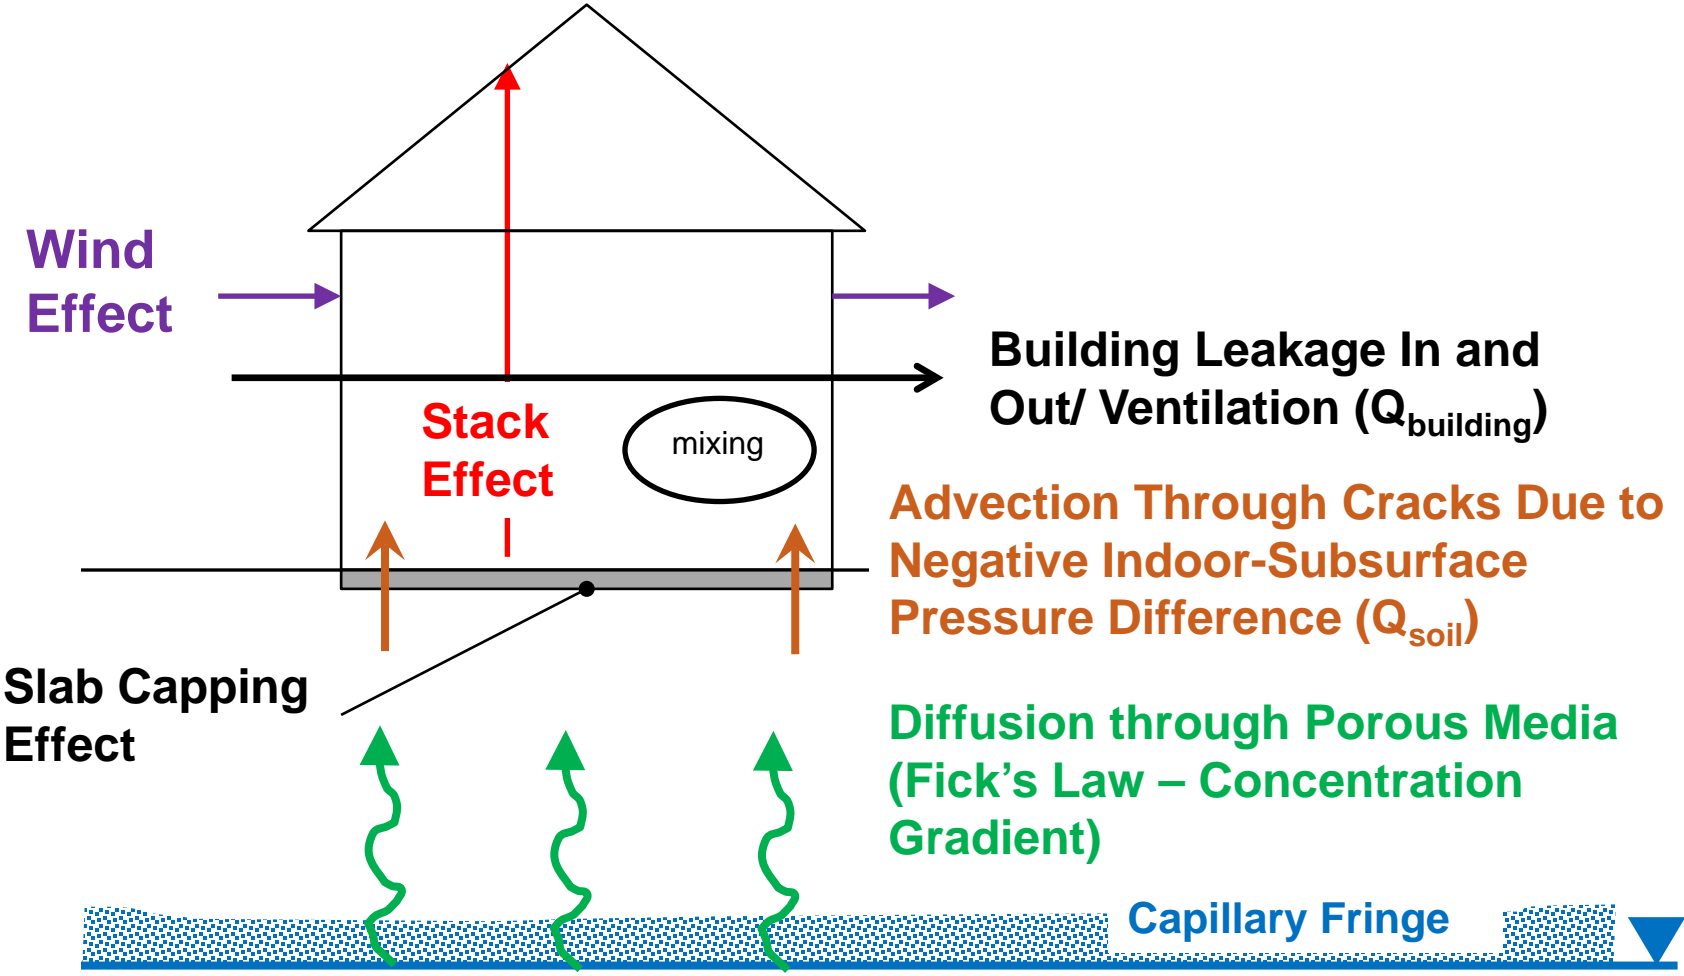 Wind
Effect
Building Leakage In and
Out/ Ventilation (Qbuilding)
Stack
Effect
mixing
Advection Through Cracks Due to
Negative Indoor-Subsurface
Pressure Difference (Qsoil)
Slab Capping
Effect
Diffusion through Porous Media
(Fick’s Law – Concentration
Gradient)
Capillary Fringe